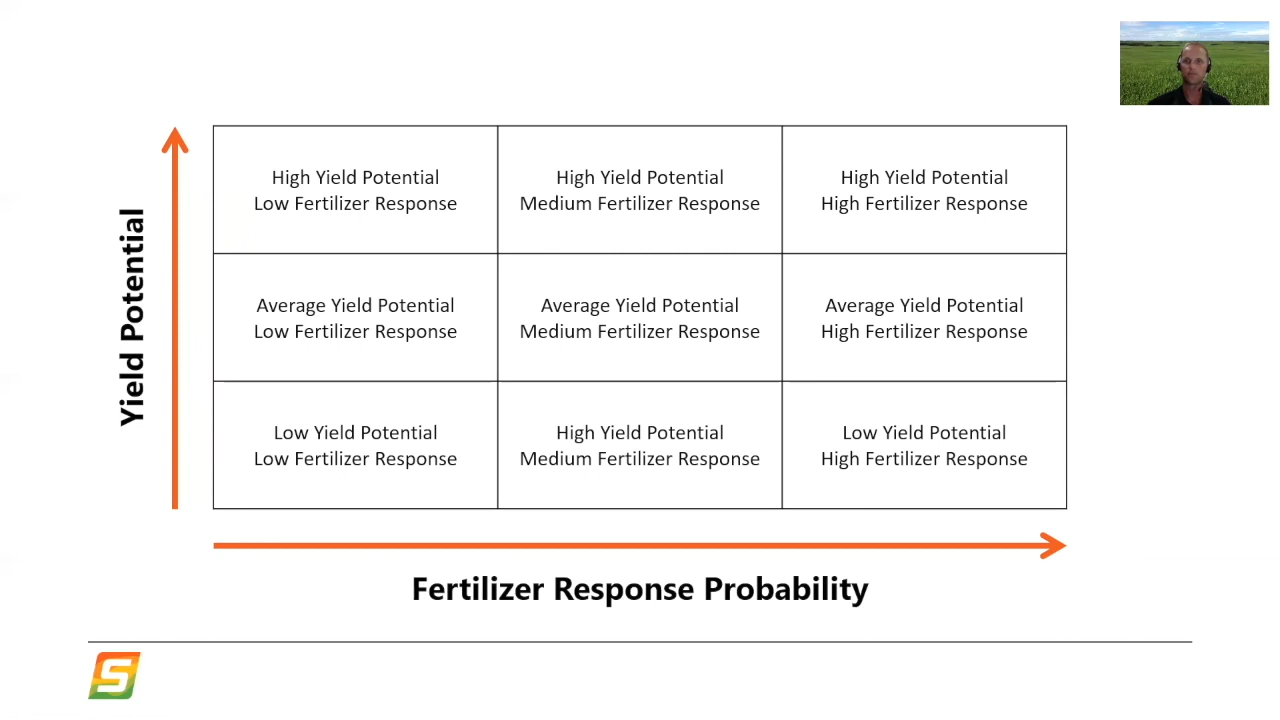 Yield Potential
High Yield Potential
Low Fertilizer Response
High Yield Potential
Medium Fertilizer Response
High Yield Potential
High Fertilizer Response
Average Yield Potential
Low Fertilizer Response
Average Yield Potential
Medium Fertilizer Response
Average Yield Potential
High Fertilizer Response
Low Yield Potential
Low Fertilizer Response
High Yield Potential
Medium Fertilizer Response
Low Yield Potential
High Fertilizer Response
Fertilizer Response Probability
S